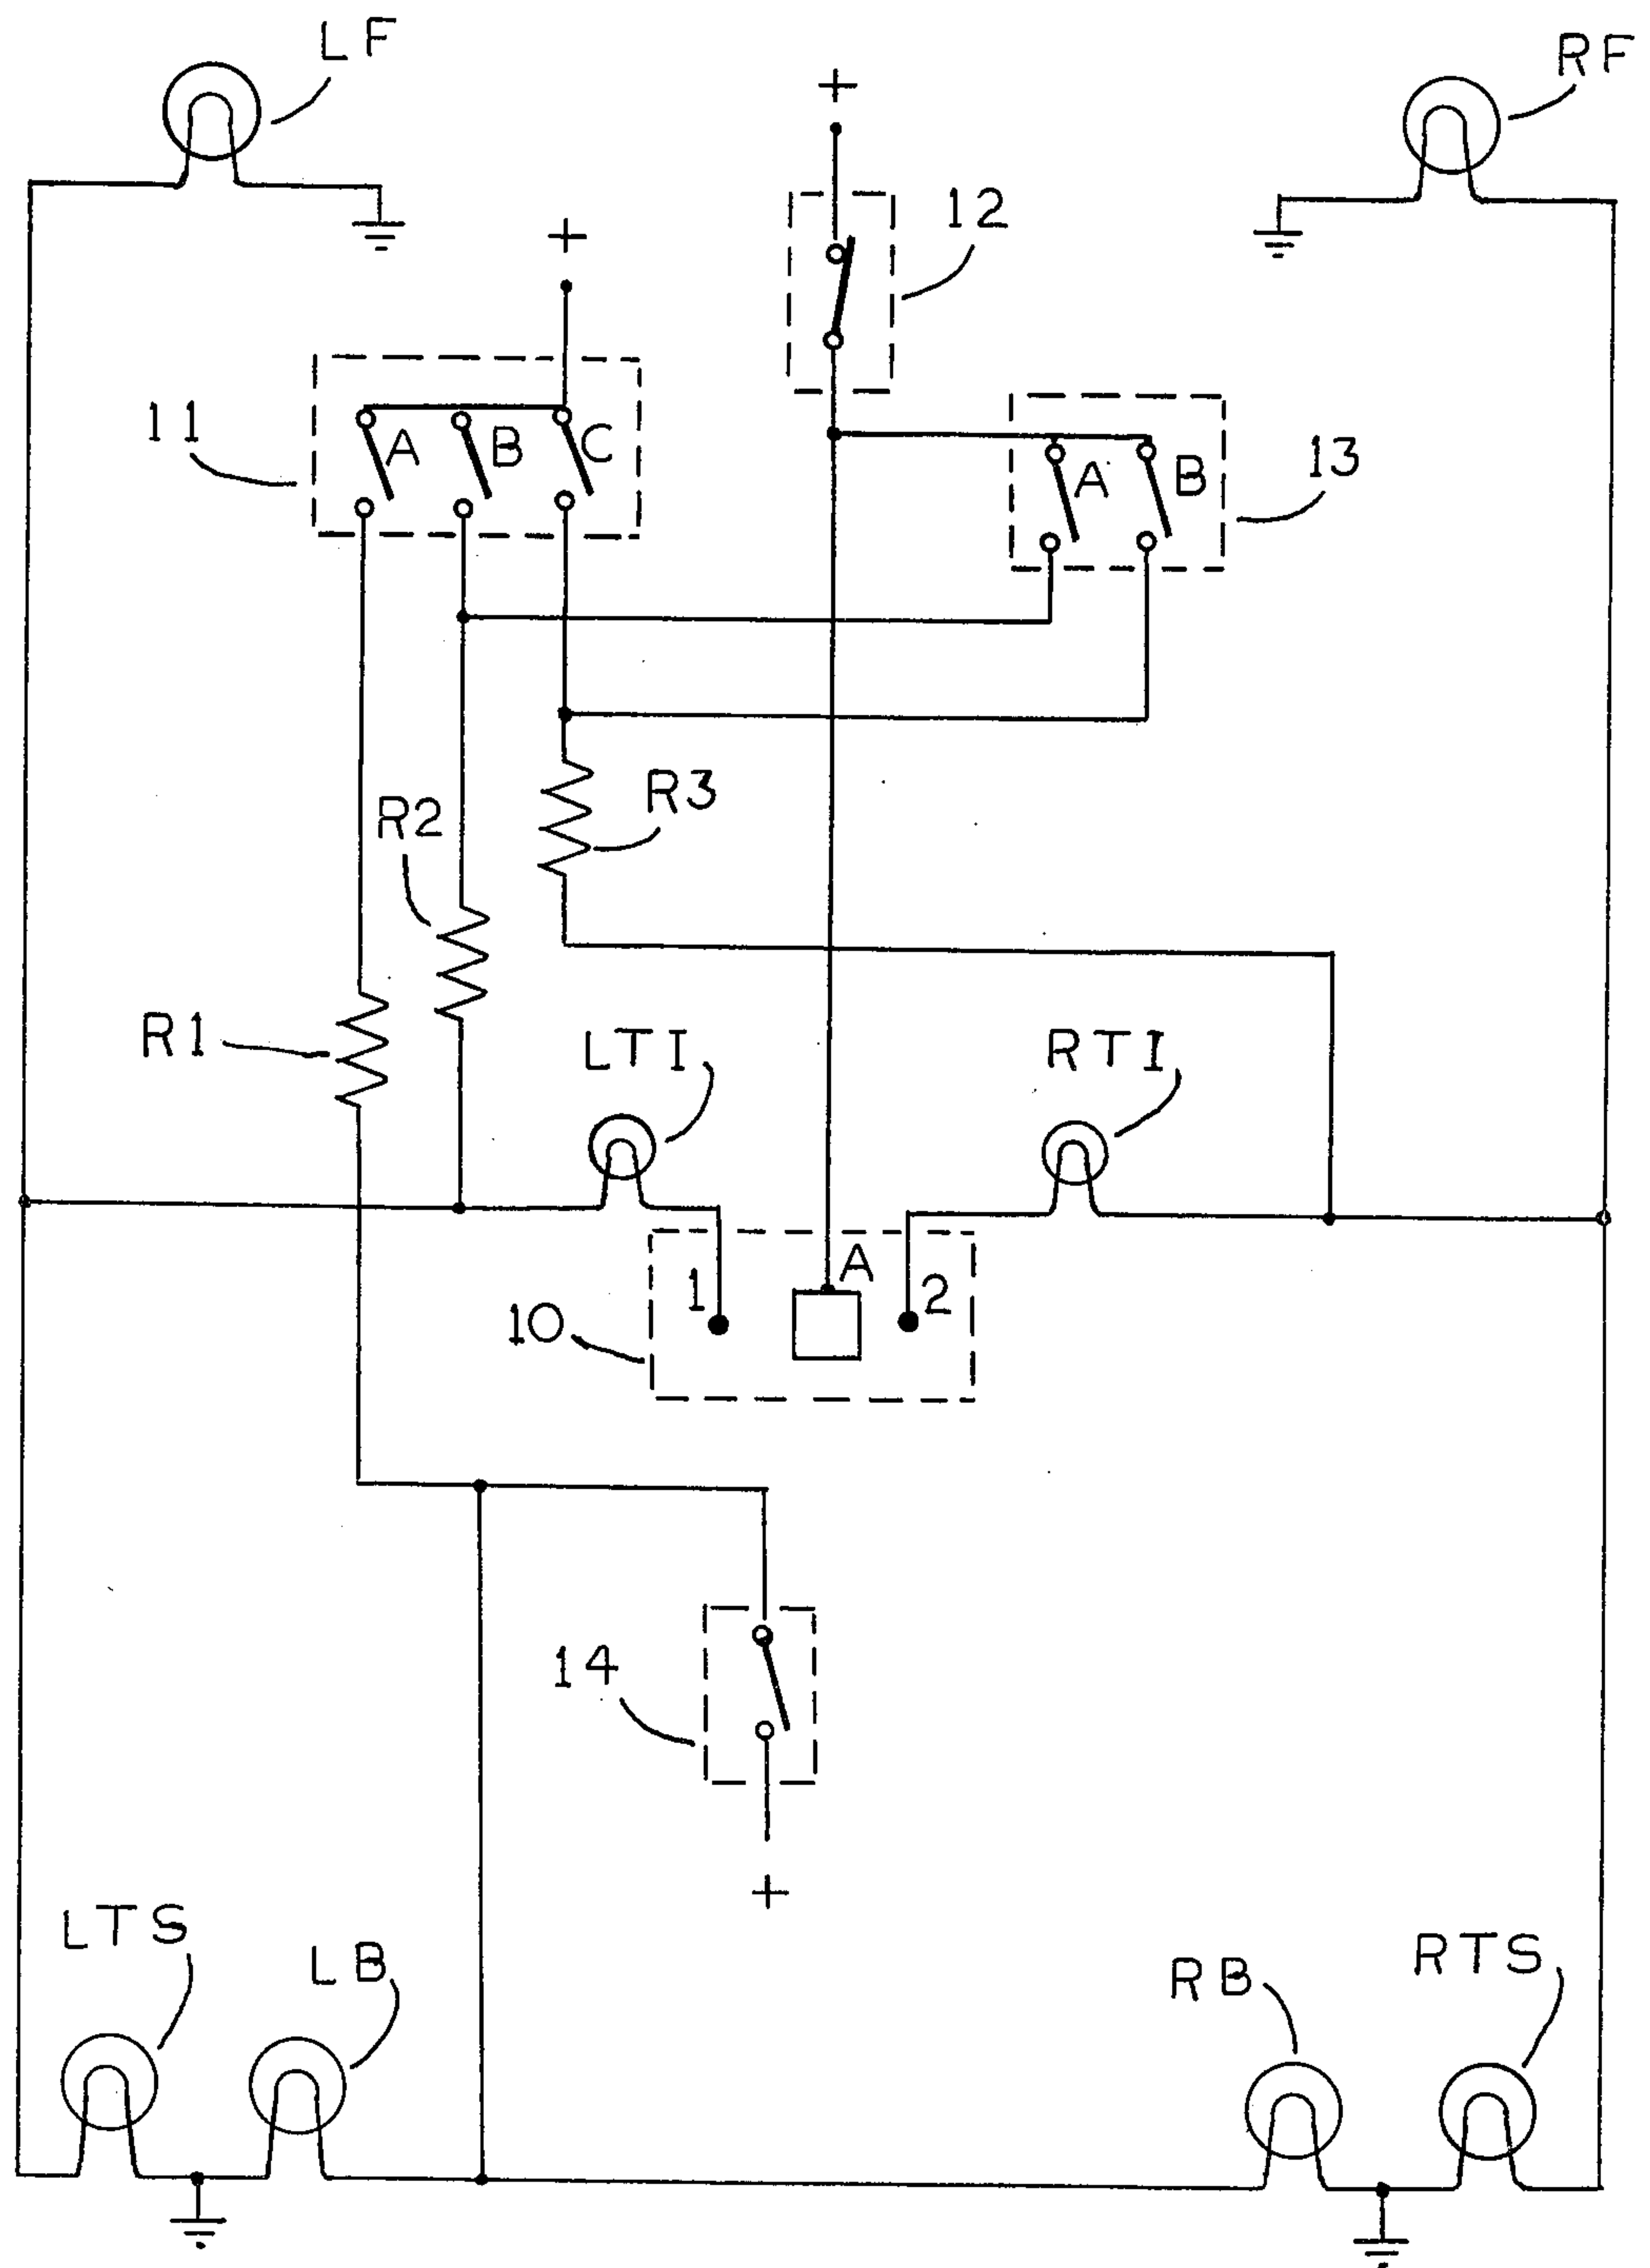 LF
RF
+
12
+
11
A
B
C
13
A
B
R3
R2
R1
LTI
RTI
A
1
2
10
14
+
LTS
LB
RB
RTS